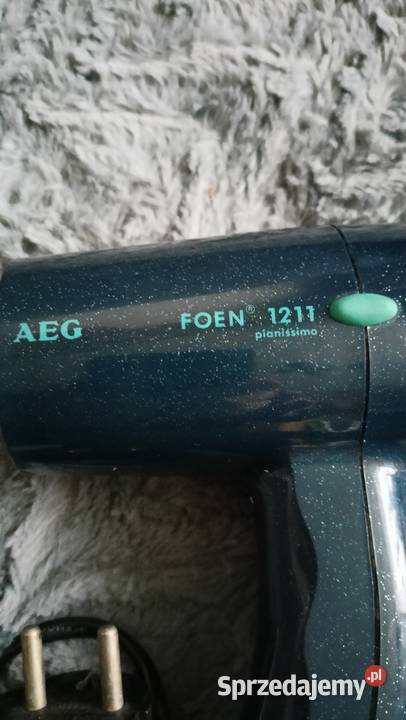 AEG
FOEN® 1211
pianissimo
Sprzedajemy.pl